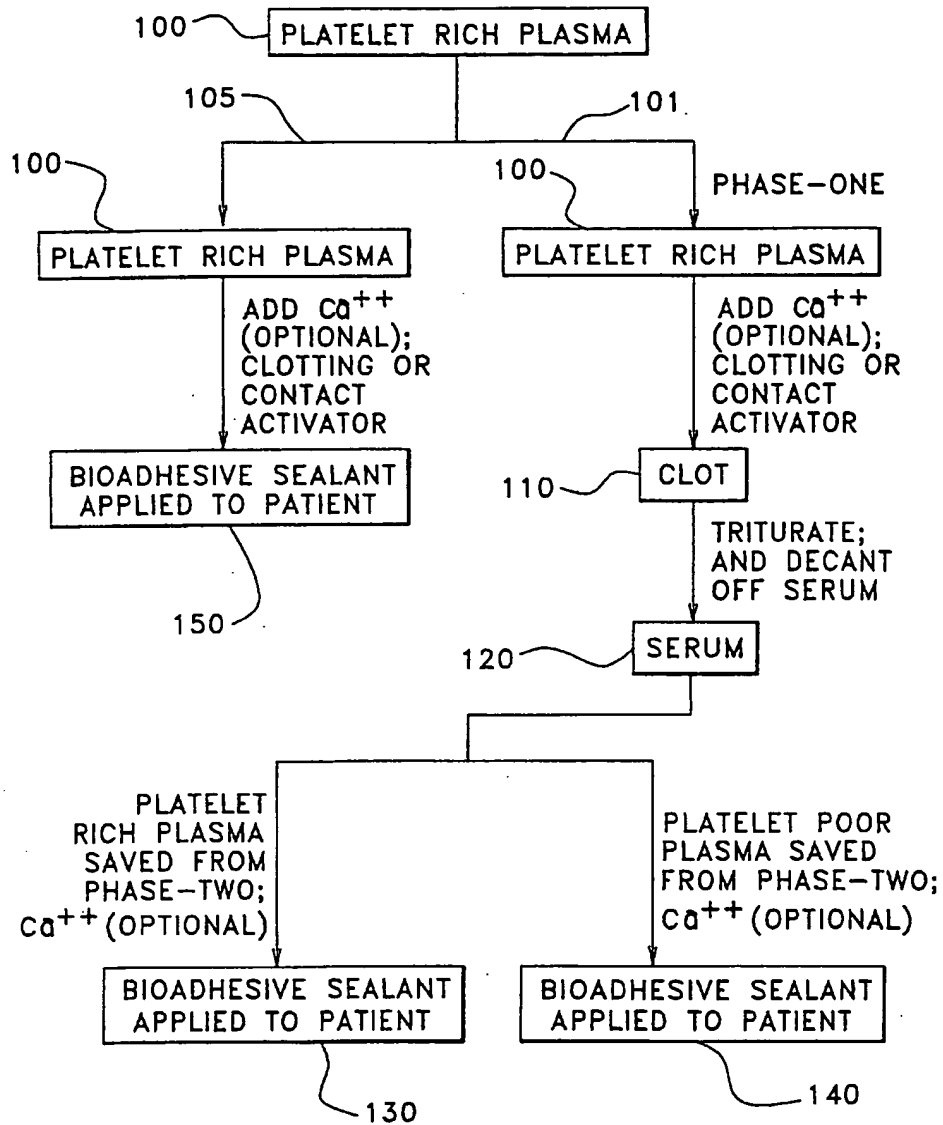 100
PLATELET RICH PLASMA
105
101
100
PLATELET RICH PLASMA
ADD Ca++
(OPTIONAL);
CLOTTING OR
CONTACT
ACTIVATOR
BIOADHESIVE SEALANT
APPLIED TO PATIENT
150
PHASE-ONE
100
PLATELET RICH PLASMA
ADD Ca++
(OPTIONAL);
CLOTTING OR
CONTACT
ACTIVATOR
110
CLOT
TRITURATE;
AND DECANT
OFF SERUM
120
SERUM
PLATELET
RICH PLASMA
SAVED FROM
PHASE-TWO;
Ca++ (OPTIONAL)
BIOADHESIVE SEALANT
APPLIED TO PATIENT
130
PLATELET POOR
PLASMA SAVED
FROM PHASE-TWO;
Ca++ (OPTIONAL)
BIOADHESIVE SEALANT
APPLIED TO PATIENT
140